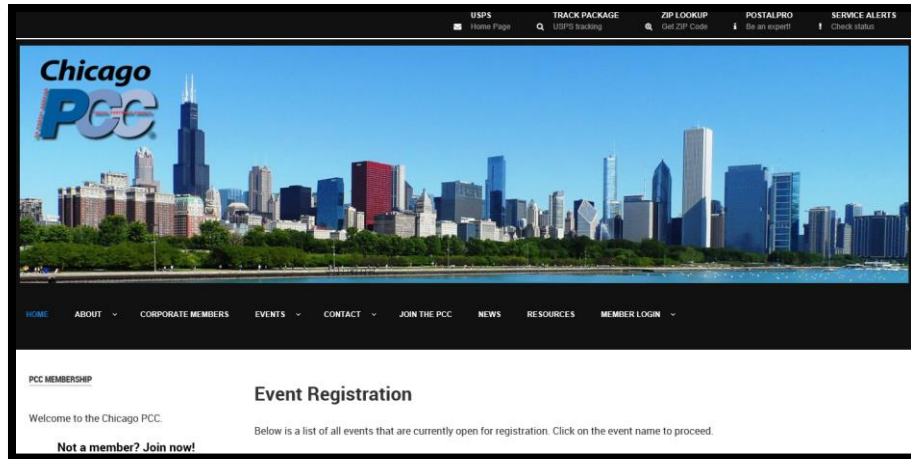 USPS
Home Page
TRACK PACKAGE
USPS tracking
ZIP LOOKUP
Get ZIP Code
POSTALPRO
Be an expert!
SERVICE ALERTS
Check status
Chicago
PCC
HOME ABOUT CORPORATE MEMBERS EVENTS CONTACT JOIN THE PCC NEWS RESOURCES MEMBER LOGIN
PCC MEMBERSHIP
Welcome to the Chicago PCC.
Not a member? Join now!
Event Registration
Below is a list of all events that are currently open for registration. Click on the event name to proceed.